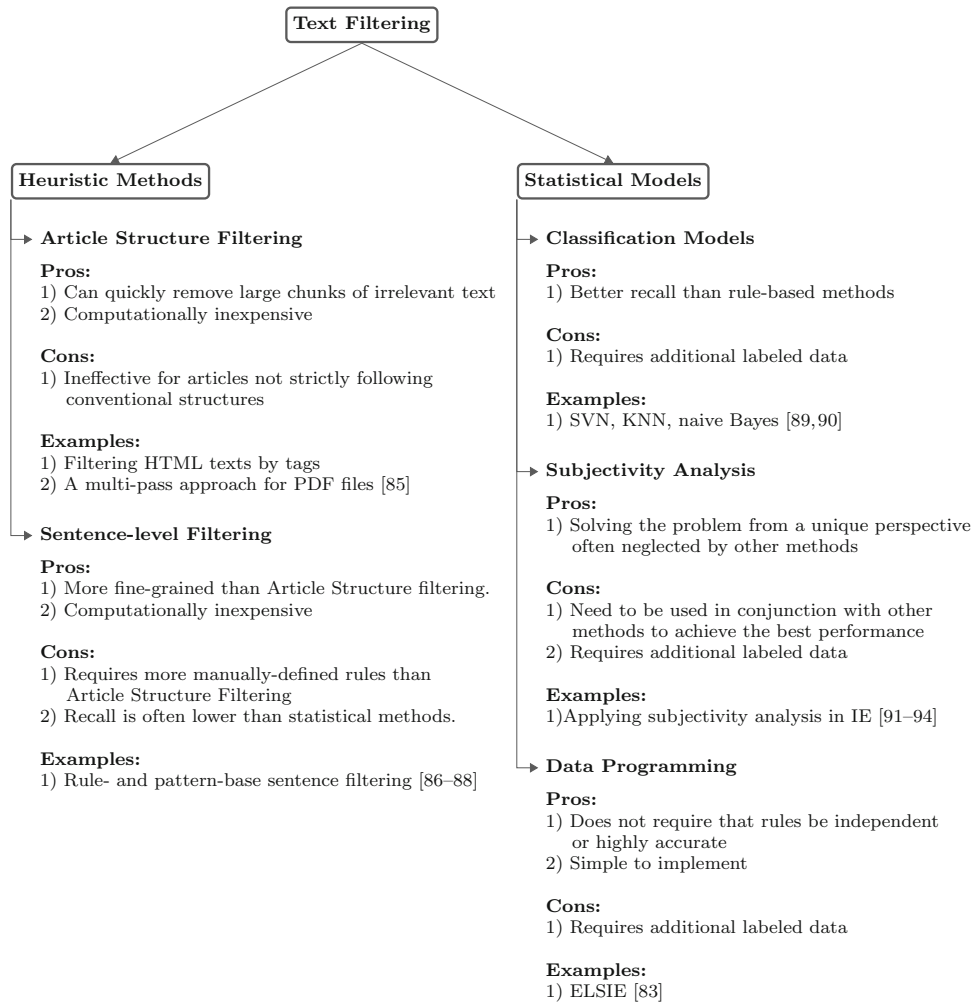 Text Filtering
Heuristic Methods
Article Structure Filtering
Pros:
1) Can quickly remove large chunks of irrelevant text
2) Computationally inexpensive
Cons:
1) Ineffective for articles not strictly following
conventional structures
Examples:
1) Filtering HTML texts by tags
2) A multi-pass approach for PDF files [85]
Sentence-level Filtering
Pros:
1) More fine-grained than Article Structure filtering.
2) Computationally inexpensive
Cons:
1) Requires more manually-defined rules than
Article Structure Filtering
2) Recall is often lower than statistical methods.
Examples:
1) Rule- and pattern-base sentence filtering [86–88]
Statistical Models
Classification Models
Pros:
1) Better recall than rule-based methods
Cons:
1) Requires additional labeled data
Examples:
1) SVN, KNN, naive Bayes [89,90]
Subjectivity Analysis
Pros:
1) Solving the problem from a unique perspective
often neglected by other methods
Cons:
1) Need to be used in conjunction with other
methods to achieve the best performance
2) Requires additional labeled data
Examples:
1)Applying subjectivity analysis in IE [91–94]
Data Programming
Pros:
1) Does not require that rules be independent
or highly accurate
2) Simple to implement
Cons:
1) Requires additional labeled data
Examples:
1) ELSIE [83]